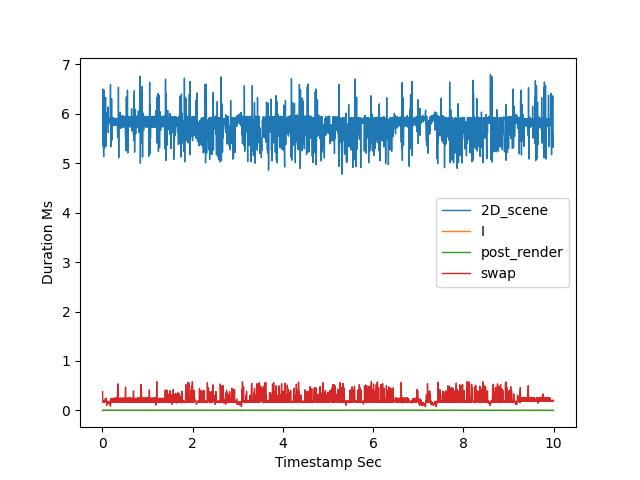 7
6
5
4
3
2
1
0
Duration Ms
2D_scene
I
post_render
swap
0 2 4 6 8 10
Timestamp Sec